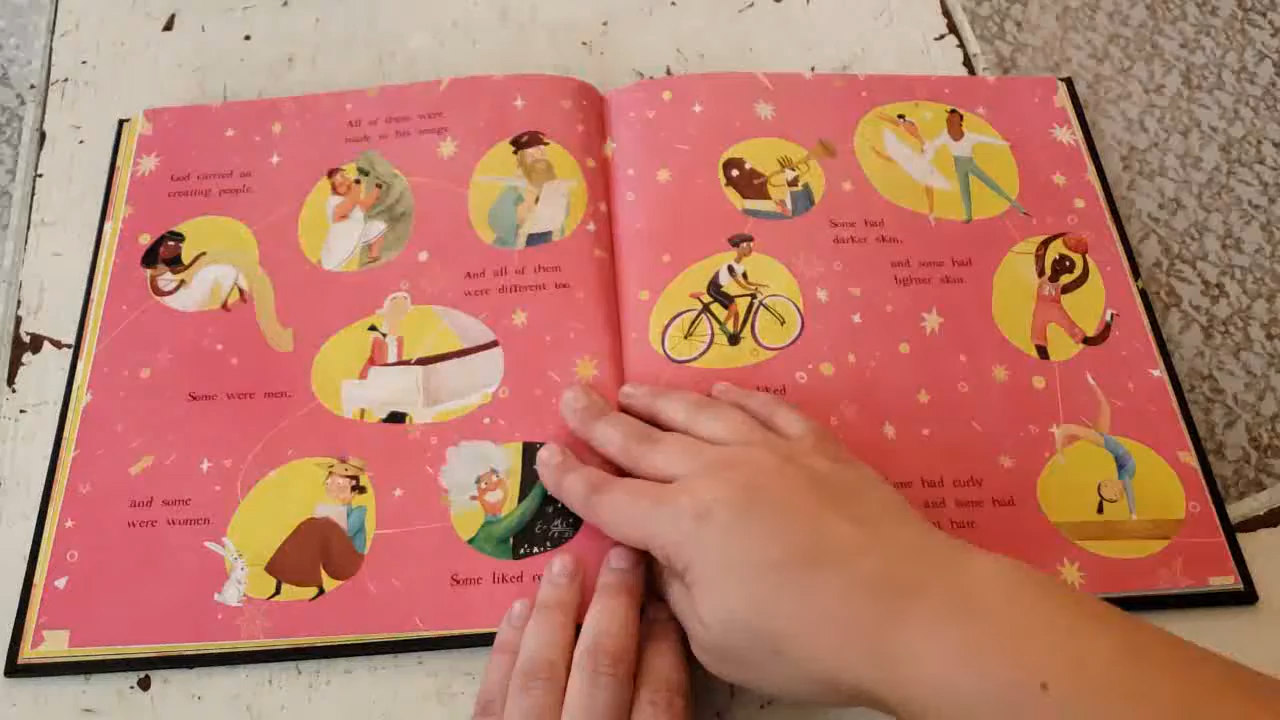 God carried on
creating people.
All of them were
made in his image
And all of them
were different too.
Some were men,
and some
were women.
E=MC²
Some liked
Some had
darker skin,
and some had
lighter skin.
liked
some had curly
and some had
hair.